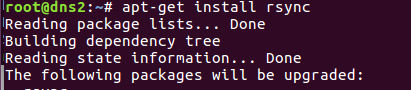 root@dns2:~# apt-get install rsync
Reading package lists... Done
Building dependency tree
Reading state information... Done
The following packages will be upgraded: